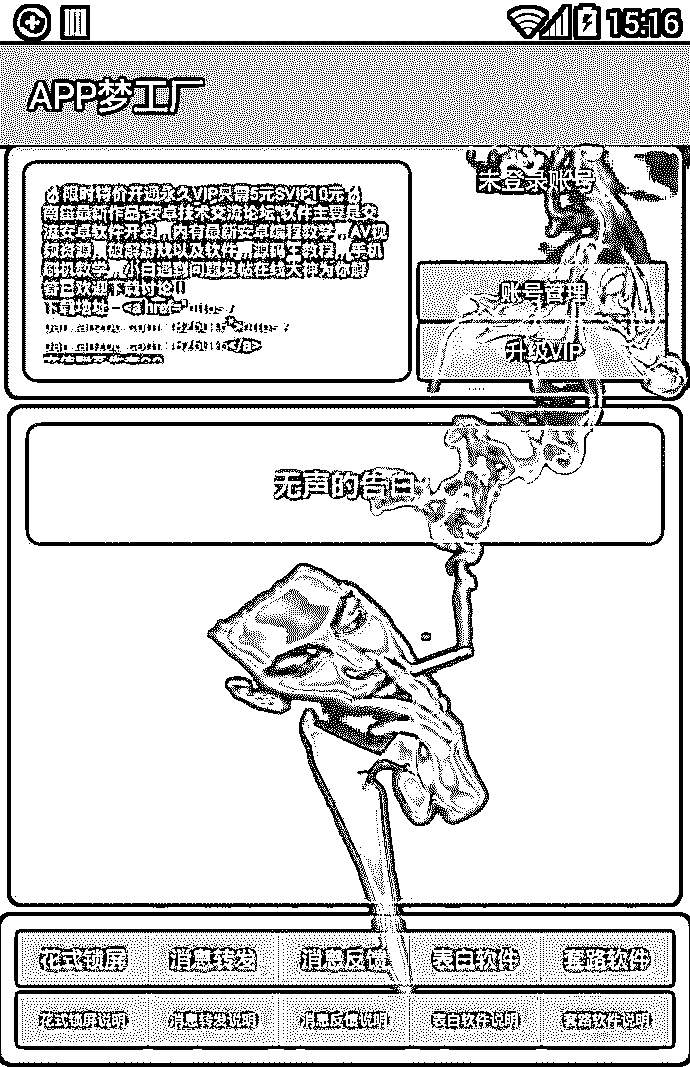 15:16
APP梦工厂
未登录账号
限时特价开通永久VIP只需5元SVIP10元
商最新作品,安卓技术交流论坛,软件主要是交
流安卓软件开发,,,内有最新安卓编程教学,,,AV视
频资源,,,破解游戏以及软件,,,源码王教程,,,手机
刷机教学,,,小白遇到问题发帖在线大神为你解
答已欢迎下载讨论!!
下载地址
账号管理
升级VIP
无声的告白
花式锁屏 消息转发 消息反馈 表白软件 套路软件
花式锁屏说明 消息转发说明 消息反馈说明 表白软件说明 套路软件说明